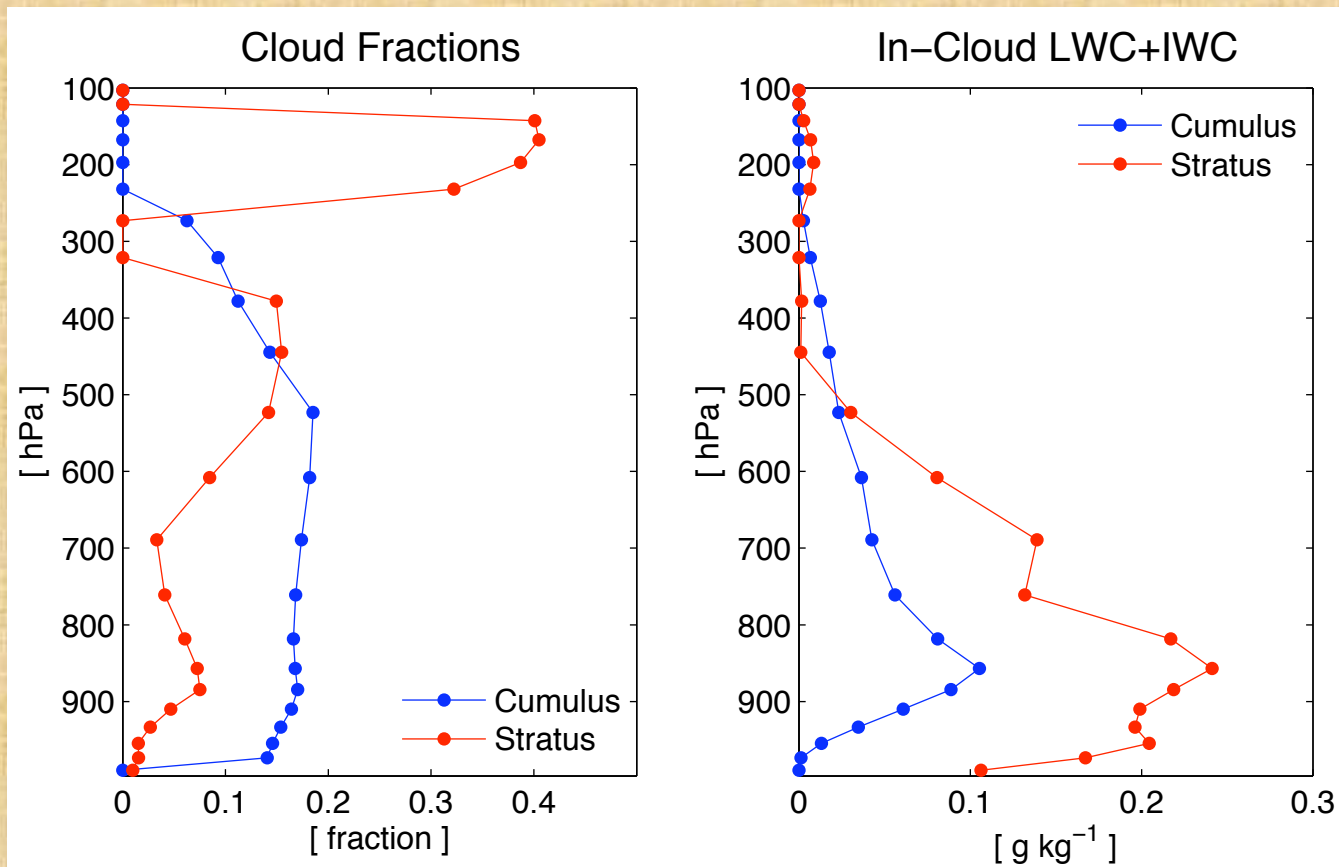 Cloud Fractions
100
200
300
400
500
600
700
800
900
[ hPa ]
Cumulus
Stratus
0 0.1 0.2 0.3 0.4
[ fraction ]
In−Cloud LWC+IWC
Cumulus
Stratus
100
200
300
400
500
600
700
800
900
[ hPa ]
0 0.1 0.2 0.3
[ g kg⁻¹ ]